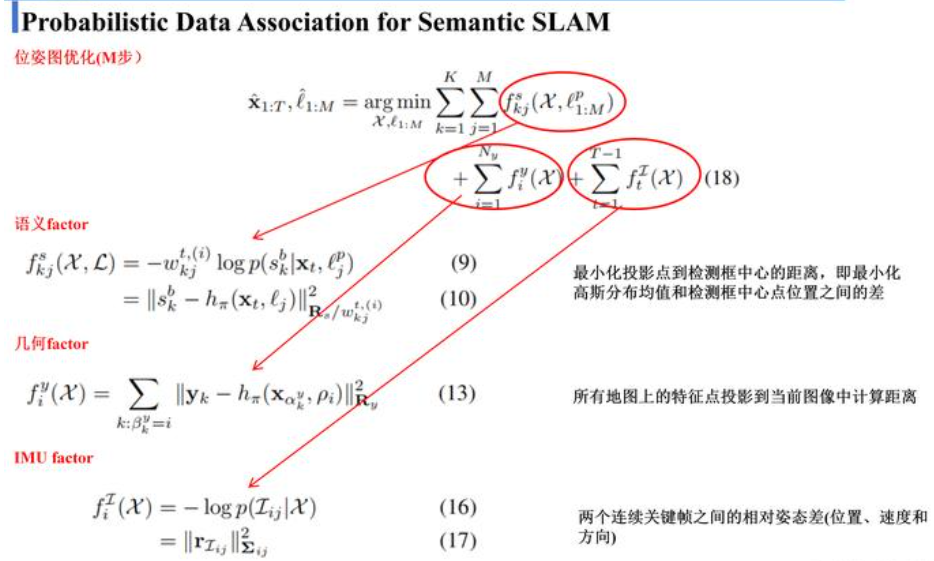 Probabilistic Data Association for Semantic SLAM
位姿图优化(M步）
$\hat{\mathbf{x}}_{1:T}, \hat{\ell}_{1:M} = \underset{\mathcal{X}, \ell_{1:M}}{\arg\min} \sum_{k=1}^{K} \sum_{j=1}^{M} f_{kj}^{s}(\mathcal{X}, \ell_{1:M}^{p})$
$+ \sum_{i=1}^{N_y} f_i^y(\mathcal{X}) + \sum_{t=1}^{T-1} f_t^{\mathcal{I}}(\mathcal{X})$ (18)
语义factor
$f_{kj}^{s}(\mathcal{X}, \mathcal{L}) = -w_{kj}^{t,(i)} \log p(s_k^b | \mathbf{x}_t, \ell_j^p)$ (9)
$= \| s_k^b - h_\pi(\mathbf{x}_t, \ell_j) \|^2_{\mathbf{R}_s / w_{kj}^{t,(i)}}$ (10)
最小化投影点到检测框中心的距离，即最小化
高斯分布均值和检测框中心点位置之间的差
几何factor
$f_i^y(\mathcal{X}) = \sum_{k:\beta_k^y = i} \| \mathbf{y}_k - h_\pi(\mathbf{x}_{\alpha_k^y}, \rho_i) \|^2_{\mathbf{R}_y}$ (13)
所有地图上的特征点投影到当前图像中计算距离
IMU factor
$f_i^{\mathcal{I}}(\mathcal{X}) = -\log p(\mathcal{I}_{ij} | \mathcal{X})$ (16)
$= \| \mathbf{r}_{\mathcal{I}_{ij}} \|^2_{\mathbf{\Sigma}_{ij}}$ (17)
两个连续关键帧之间的相对姿态差(位置、速度和
方向)